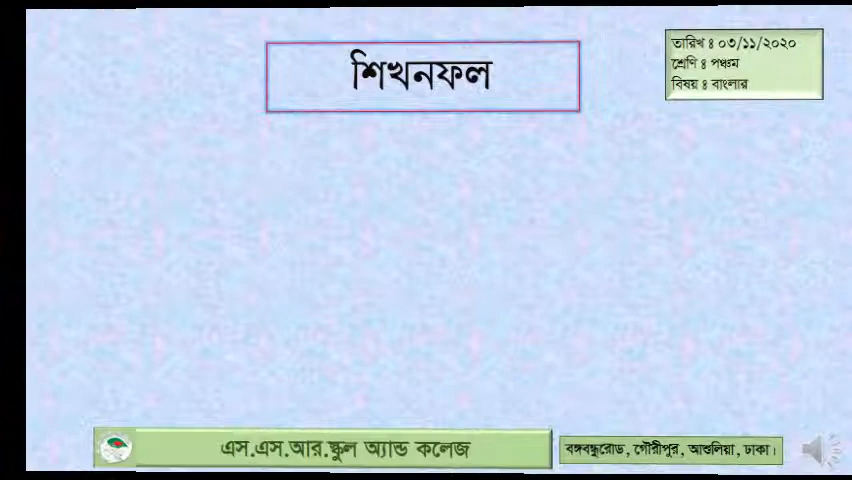 শিখনফল
তারিখ ঃ ০৩/১১/২০২০
শ্রেণি ঃ পঞ্চম
বিষয় ঃ বাংলার
এস.এস.আর.স্কুল অ্যান্ড কলেজ
বঙ্গবন্ধুরোড, গৌরীপুর, আশুলিয়া, ঢাকা।